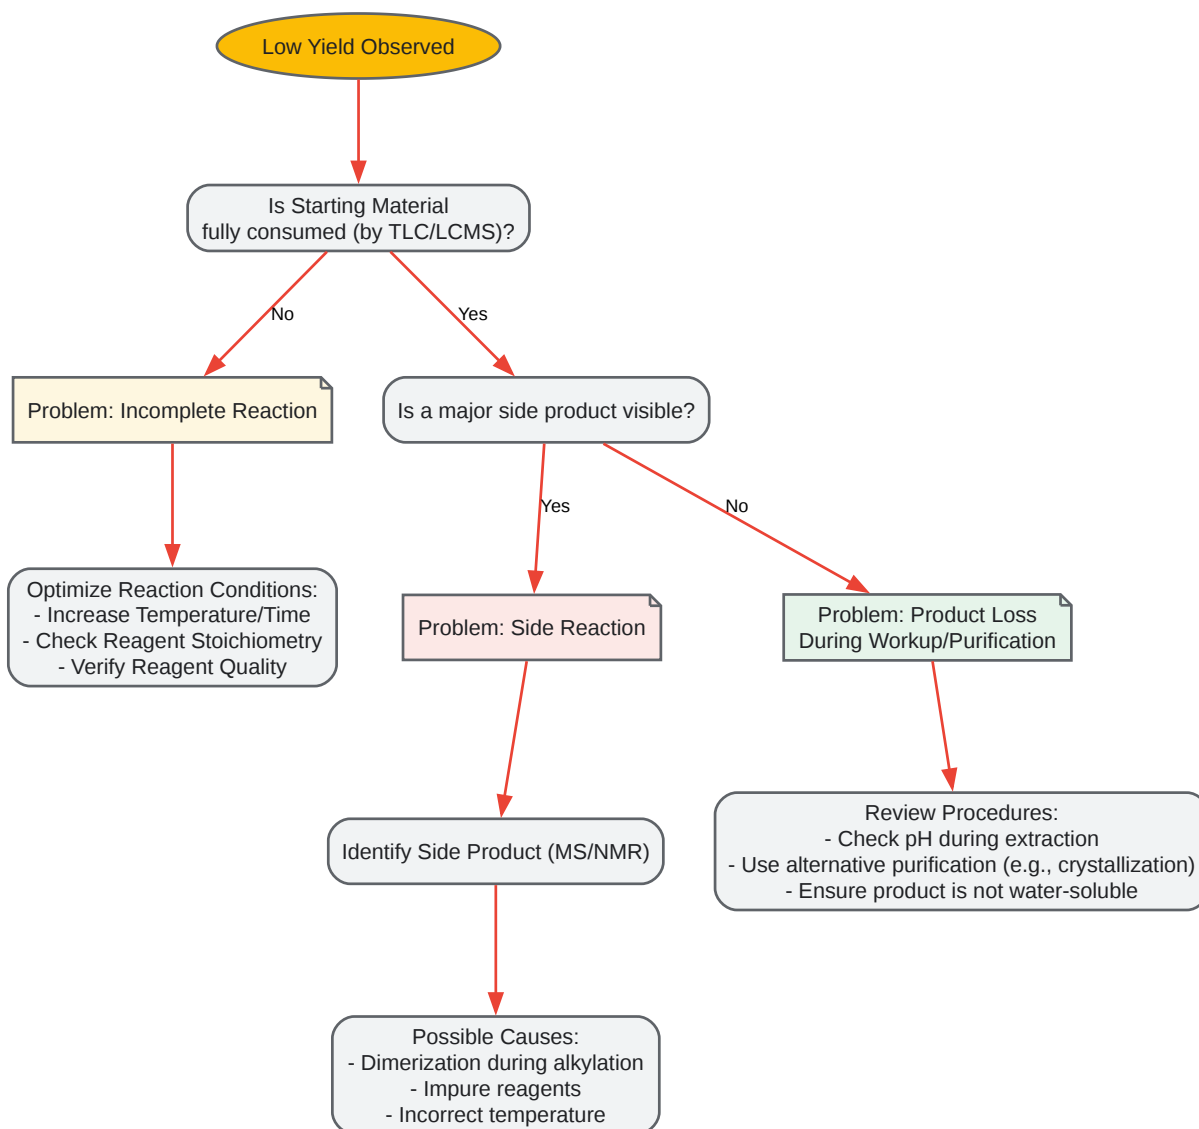 Low Yield Observed
Is Starting Material
fully consumed (by TLC/LCMS)?
No
Yes
Problem: Incomplete Reaction
Is a major side product visible?
Yes
No
Optimize Reaction Conditions:
- Increase Temperature/Time
- Check Reagent Stoichiometry
- Verify Reagent Quality
Problem: Side Reaction
Problem: Product Loss
During Workup/Purification
Identify Side Product (MS/NMR)
Review Procedures:
- Check pH during extraction
- Use alternative purification (e.g., crystallization)
- Ensure product is not water-soluble
Possible Causes:
- Dimerization during alkylation
- Impure reagents
- Incorrect temperature